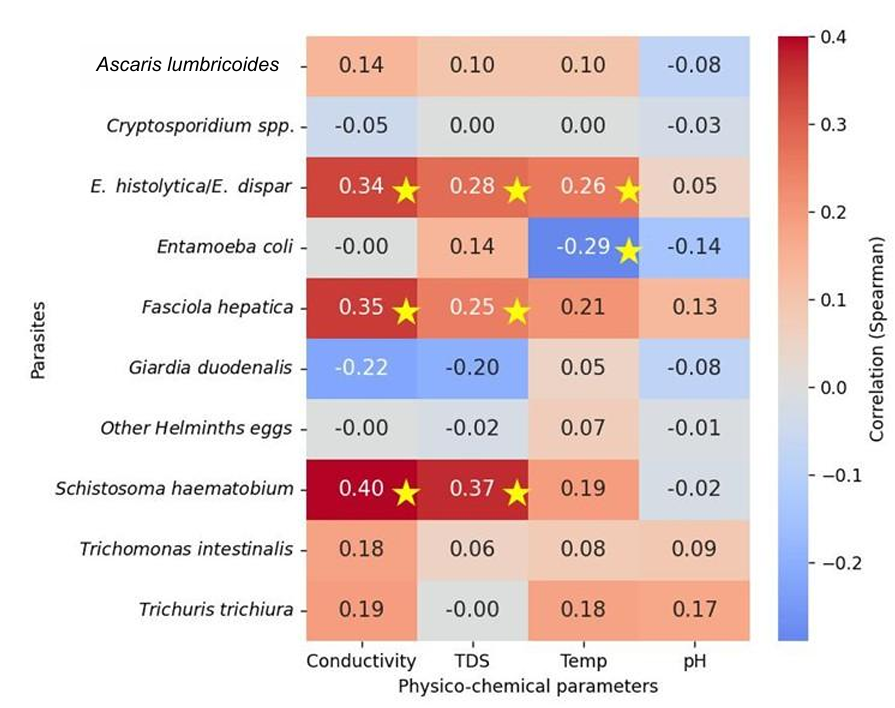 Ascaris lumbricoides 0.14 0.10 0.10 -0.08
Cryptosporidium spp. -0.05 0.00 0.00 -0.03
E. histolytica/E. dispar 0.34 0.28 0.26 0.05
Entamoeba coli -0.00 0.14 -0.29 -0.14
Fasciola hepatica 0.35 0.25 0.21 0.13
Giardia duodenalis -0.22 -0.20 0.05 -0.08
Other Helminths eggs -0.00 -0.02 0.07 -0.01
Schistosoma haematobium 0.40 0.37 0.19 -0.02
Trichomonas intestinalis 0.18 0.06 0.08 0.09
Trichuris trichiura 0.19 -0.00 0.18 0.17
Conductivity TDS Temp pH
Physico-chemical parameters
Parasites
0.4
0.3
0.2
0.1
0.0
−0.1
−0.2
Correlation (Spearman)